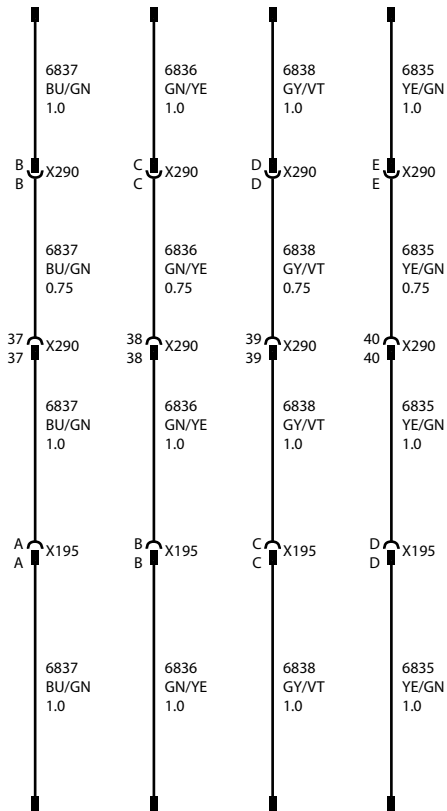 6837 6836 6838 6835
BU/GN GN/YE GY/VT YE/GN
1.0 1.0 1.0 1.0
B C D E
X290 X290 X290 X290
B C D E
6837 6836 6838 6835
BU/GN GN/YE GY/VT YE/GN
0.75 0.75 0.75 0.75
37 38 39 40
X290 X290 X290 X290
37 38 39 40
6837 6836 6838 6835
BU/GN GN/YE GY/VT YE/GN
1.0 1.0 1.0 1.0
A B C D
X195 X195 X195 X195
A B C D
6837 6836 6838 6835
BU/GN GN/YE GY/VT YE/GN
1.0 1.0 1.0 1.0